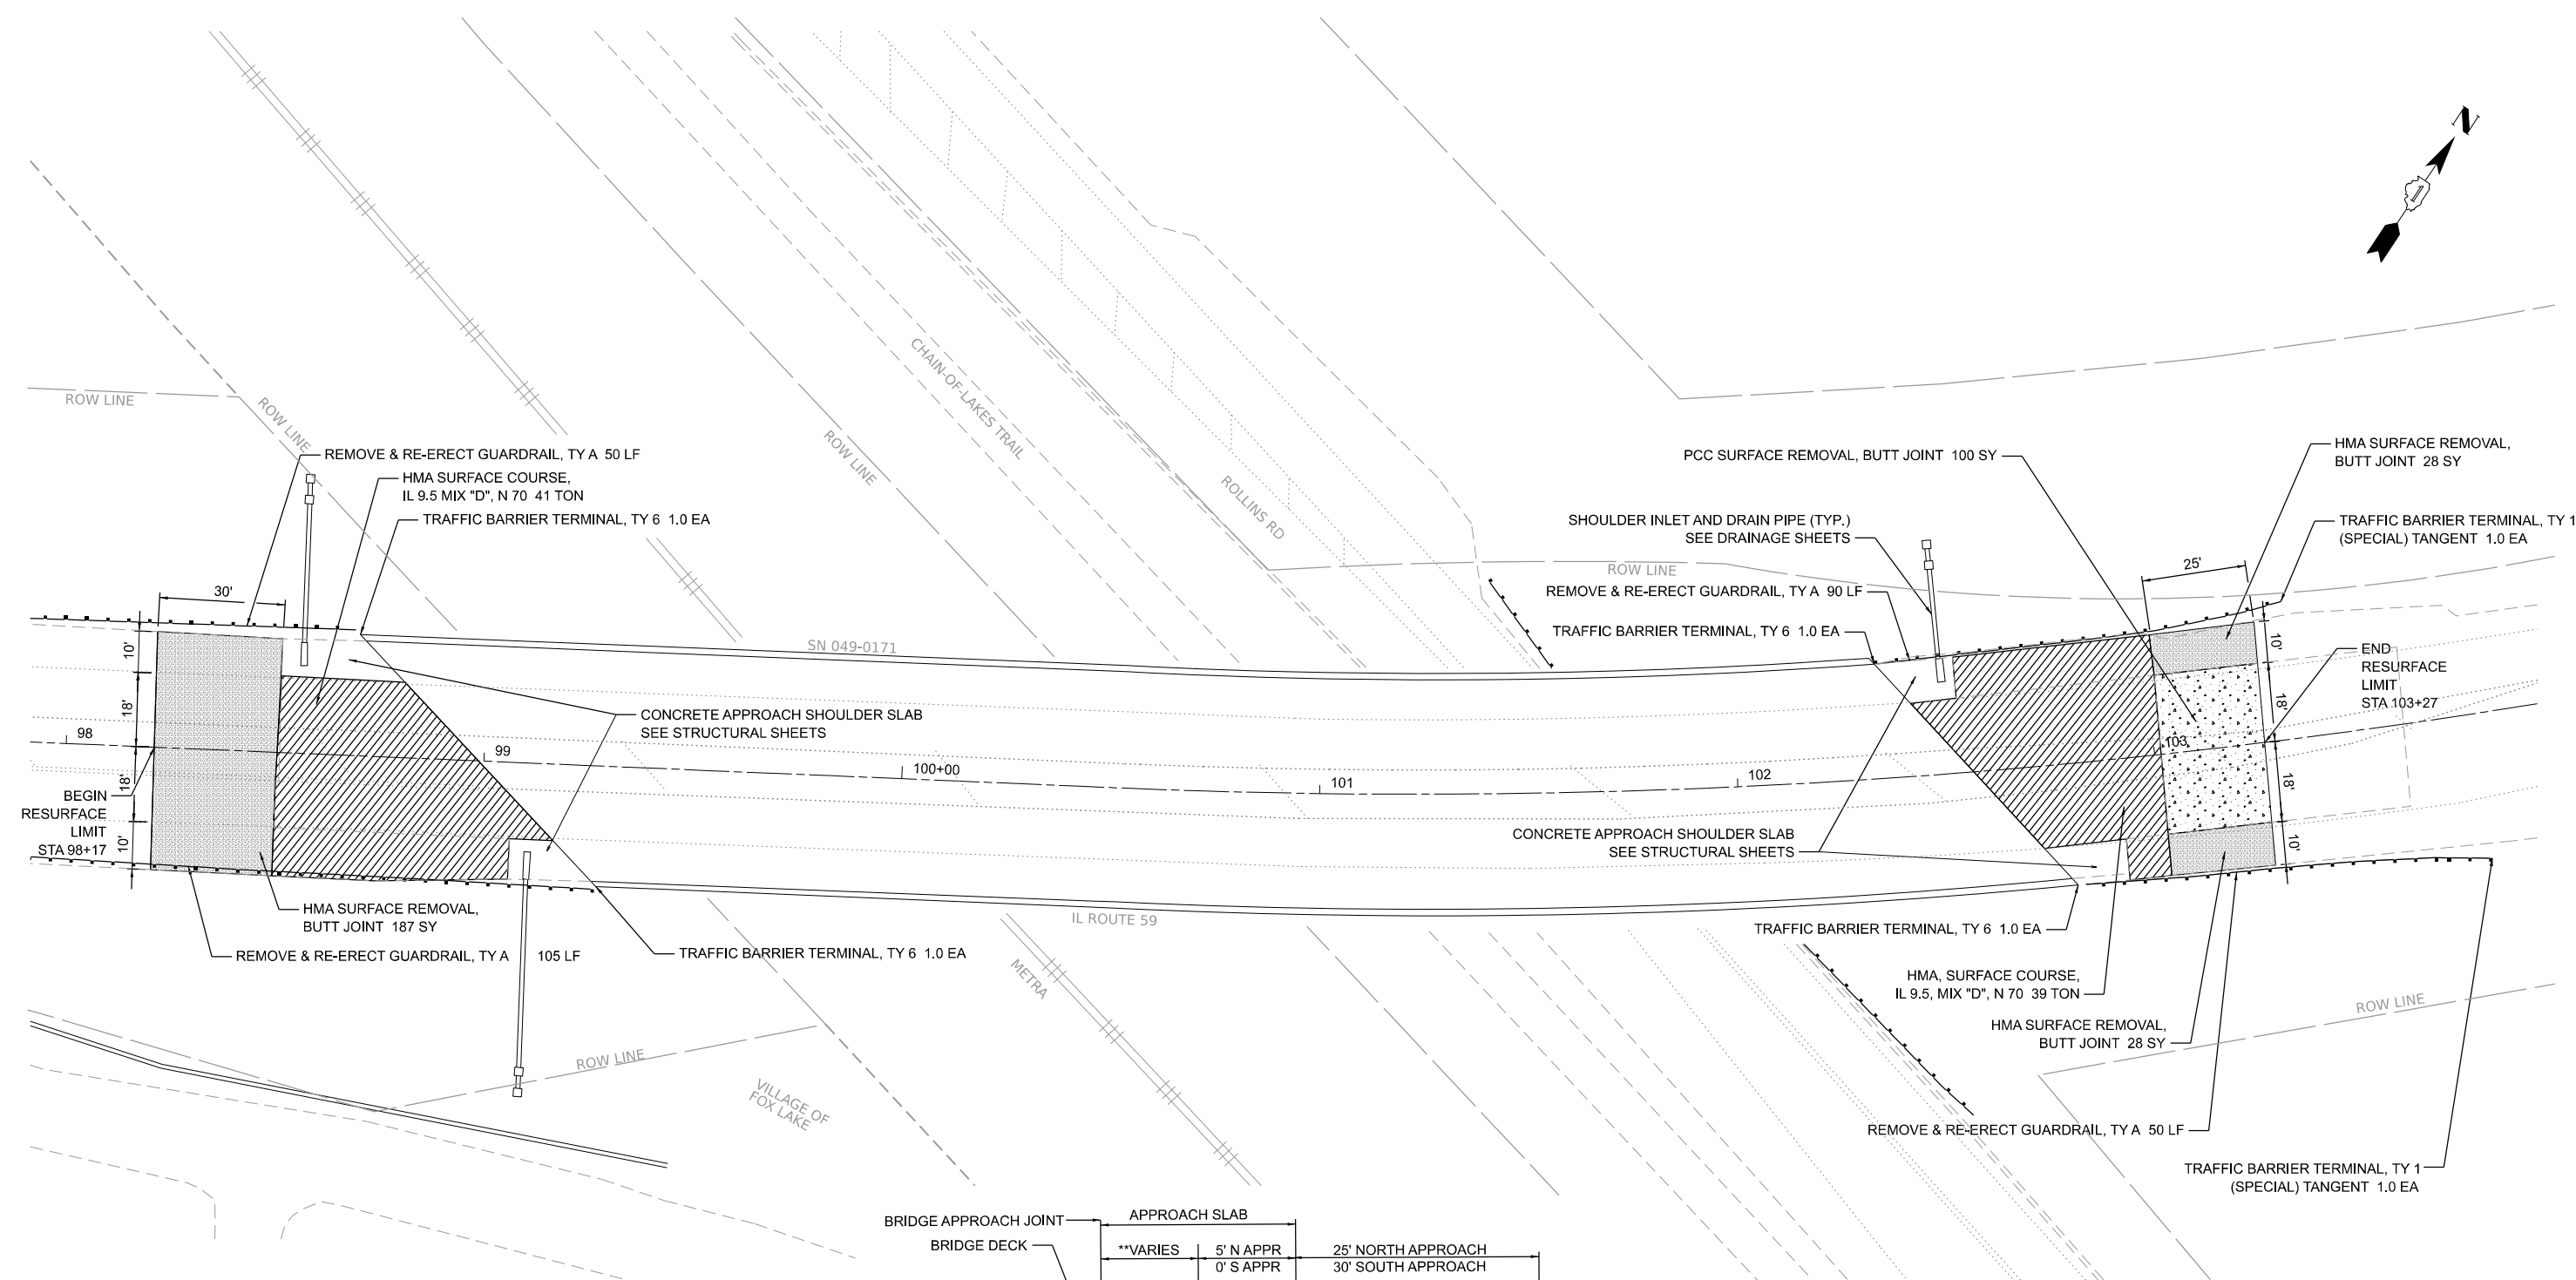 N
ROW LINE
ROW LINE
REMOVE & RE-ERECT GUARDRAIL, TY A 50 LF
HMA SURFACE COURSE,
IL 9.5 MIX "D", N 70 41 TON
TRAFFIC BARRIER TERMINAL, TY 6 1.0 EA
ROW LINE
CHAIN-OF-LAKES TRAIL
ROLLINS RD
PCC SURFACE REMOVAL, BUTT JOINT 100 SY
HMA SURFACE REMOVAL,
BUTT JOINT 28 SY
SHOULDER INLET AND DRAIN PIPE (TYP.)
SEE DRAINAGE SHEETS
TRAFFIC BARRIER TERMINAL, TY 1
(SPECIAL) TANGENT 1.0 EA
ROW LINE
REMOVE & RE-ERECT GUARDRAIL, TY A 90 LF
TRAFFIC BARRIER TERMINAL, TY 6 1.0 EA
30'
25'
10'
18'
18'
10'
10'
18'
18'
10'
SN 049-0171
END
RESURFACE
LIMIT
STA 103+27
CONCRETE APPROACH SHOULDER SLAB
SEE STRUCTURAL SHEETS
98
99
100+00
101
102
103
BEGIN
RESURFACE
LIMIT
STA 98+17
CONCRETE APPROACH SHOULDER SLAB
SEE STRUCTURAL SHEETS
HMA SURFACE REMOVAL,
BUTT JOINT 187 SY
REMOVE & RE-ERECT GUARDRAIL, TY A 105 LF
TRAFFIC BARRIER TERMINAL, TY 6 1.0 EA
IL ROUTE 59
METRA
TRAFFIC BARRIER TERMINAL, TY 6 1.0 EA
HMA, SURFACE COURSE,
IL 9.5, MIX "D", N 70 39 TON
HMA SURFACE REMOVAL,
BUTT JOINT 28 SY
ROW LINE
ROW LINE
VILLAGE OF
FOX LAKE
REMOVE & RE-ERECT GUARDRAIL, TY A 50 LF
TRAFFIC BARRIER TERMINAL, TY 1
(SPECIAL) TANGENT 1.0 EA
BRIDGE APPROACH JOINT
APPROACH SLAB
BRIDGE DECK
**VARIES
5' N APPR
0' S APPR
25' NORTH APPROACH
30' SOUTH APPROACH